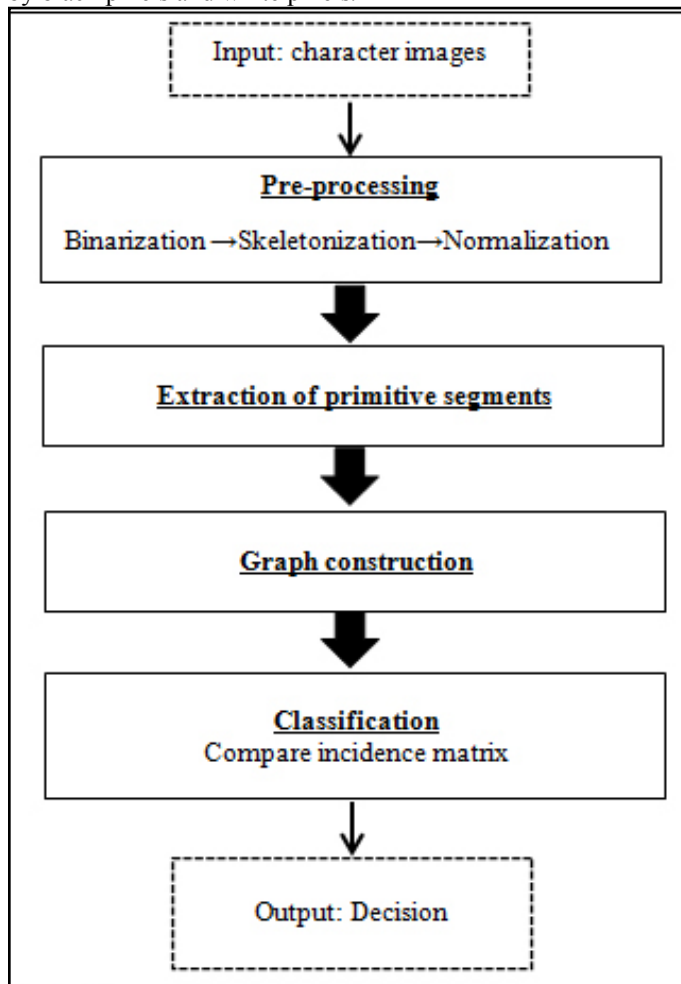 Input: character images
Pre-processing
Binarization →Skeletonization→Normalization
Extraction of primitive segments
Graph construction
Classification
Compare incidence matrix
Output: Decision